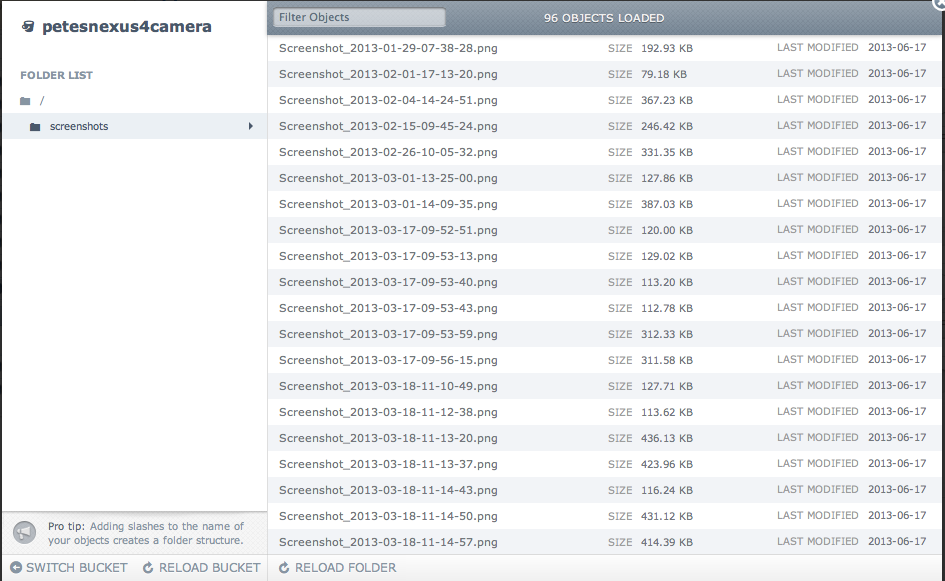 petesnexus4camera
FOLDER LIST
/
screenshots
Pro tip: Adding slashes to the name of
your objects creates a folder structure.
SWITCH BUCKET RELOAD BUCKET
Filter Objects 96 OBJECTS LOADED
Screenshot_2013-01-29-07-38-28.png SIZE 192.93 KB LAST MODIFIED 2013-06-17
Screenshot_2013-02-01-17-13-20.png SIZE 79.18 KB LAST MODIFIED 2013-06-17
Screenshot_2013-02-04-14-24-51.png SIZE 367.23 KB LAST MODIFIED 2013-06-17
Screenshot_2013-02-15-09-45-24.png SIZE 246.42 KB LAST MODIFIED 2013-06-17
Screenshot_2013-02-26-10-05-32.png SIZE 331.35 KB LAST MODIFIED 2013-06-17
Screenshot_2013-03-01-13-25-00.png SIZE 127.86 KB LAST MODIFIED 2013-06-17
Screenshot_2013-03-01-14-09-35.png SIZE 387.03 KB LAST MODIFIED 2013-06-17
Screenshot_2013-03-17-09-52-51.png SIZE 120.00 KB LAST MODIFIED 2013-06-17
Screenshot_2013-03-17-09-53-13.png SIZE 129.02 KB LAST MODIFIED 2013-06-17
Screenshot_2013-03-17-09-53-40.png SIZE 113.20 KB LAST MODIFIED 2013-06-17
Screenshot_2013-03-17-09-53-43.png SIZE 112.78 KB LAST MODIFIED 2013-06-17
Screenshot_2013-03-17-09-53-59.png SIZE 312.33 KB LAST MODIFIED 2013-06-17
Screenshot_2013-03-17-09-56-15.png SIZE 311.58 KB LAST MODIFIED 2013-06-17
Screenshot_2013-03-18-11-10-49.png SIZE 127.71 KB LAST MODIFIED 2013-06-17
Screenshot_2013-03-18-11-12-38.png SIZE 113.62 KB LAST MODIFIED 2013-06-17
Screenshot_2013-03-18-11-13-20.png SIZE 436.13 KB LAST MODIFIED 2013-06-17
Screenshot_2013-03-18-11-13-37.png SIZE 423.96 KB LAST MODIFIED 2013-06-17
Screenshot_2013-03-18-11-14-43.png SIZE 116.24 KB LAST MODIFIED 2013-06-17
Screenshot_2013-03-18-11-14-50.png SIZE 431.12 KB LAST MODIFIED 2013-06-17
Screenshot_2013-03-18-11-14-57.png SIZE 414.39 KB LAST MODIFIED 2013-06-17
RELOAD FOLDER